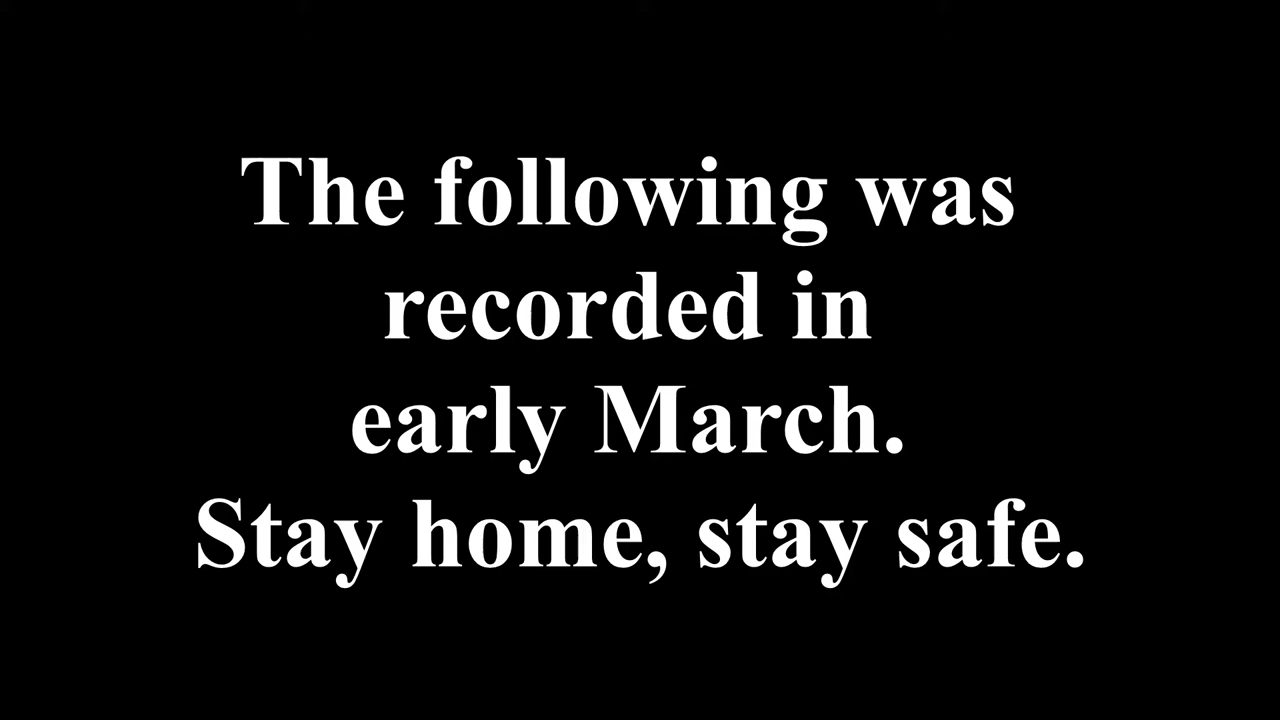 The following was
recorded in
early March.
Stay home, stay safe.